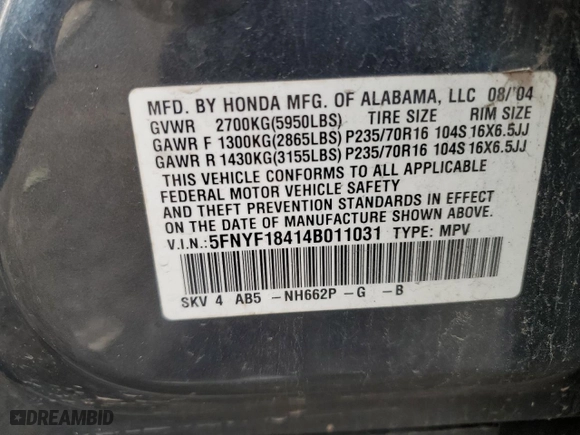 MFD. BY HONDA MFG. OF ALABAMA, LLC 08/'04
GVWR 2700KG(5950LBS) TIRE SIZE RIM SIZE
GAWR F 1300KG(2865LBS) P235/70R16 104S 16X6.5JJ
GAWR R 1430KG(3155LBS) P235/70R16 104S 16X6.5JJ
THIS VEHICLE CONFORMS TO ALL APPLICABLE
FEDERAL MOTOR VEHICLE SAFETY
AND THEFT PREVENTION STANDARDS IN EFFECT
ON THE DATE OF MANUFACTURE SHOWN ABOVE.
V.I.N.:5FNYF18414B011031 TYPE: MPV
SKV 4 AB5 -NH662P -G -B
DREAMBID